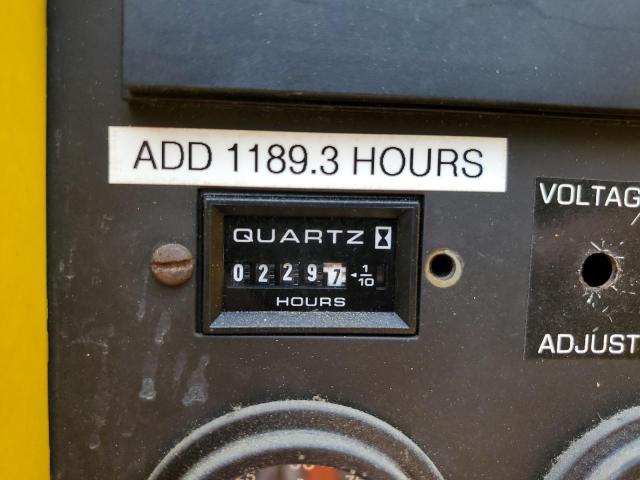 ADD 1189.3 HOURS
QUARTZ
0 2 2 9 7 1/10
HOURS
VOLTAG
ADJUST